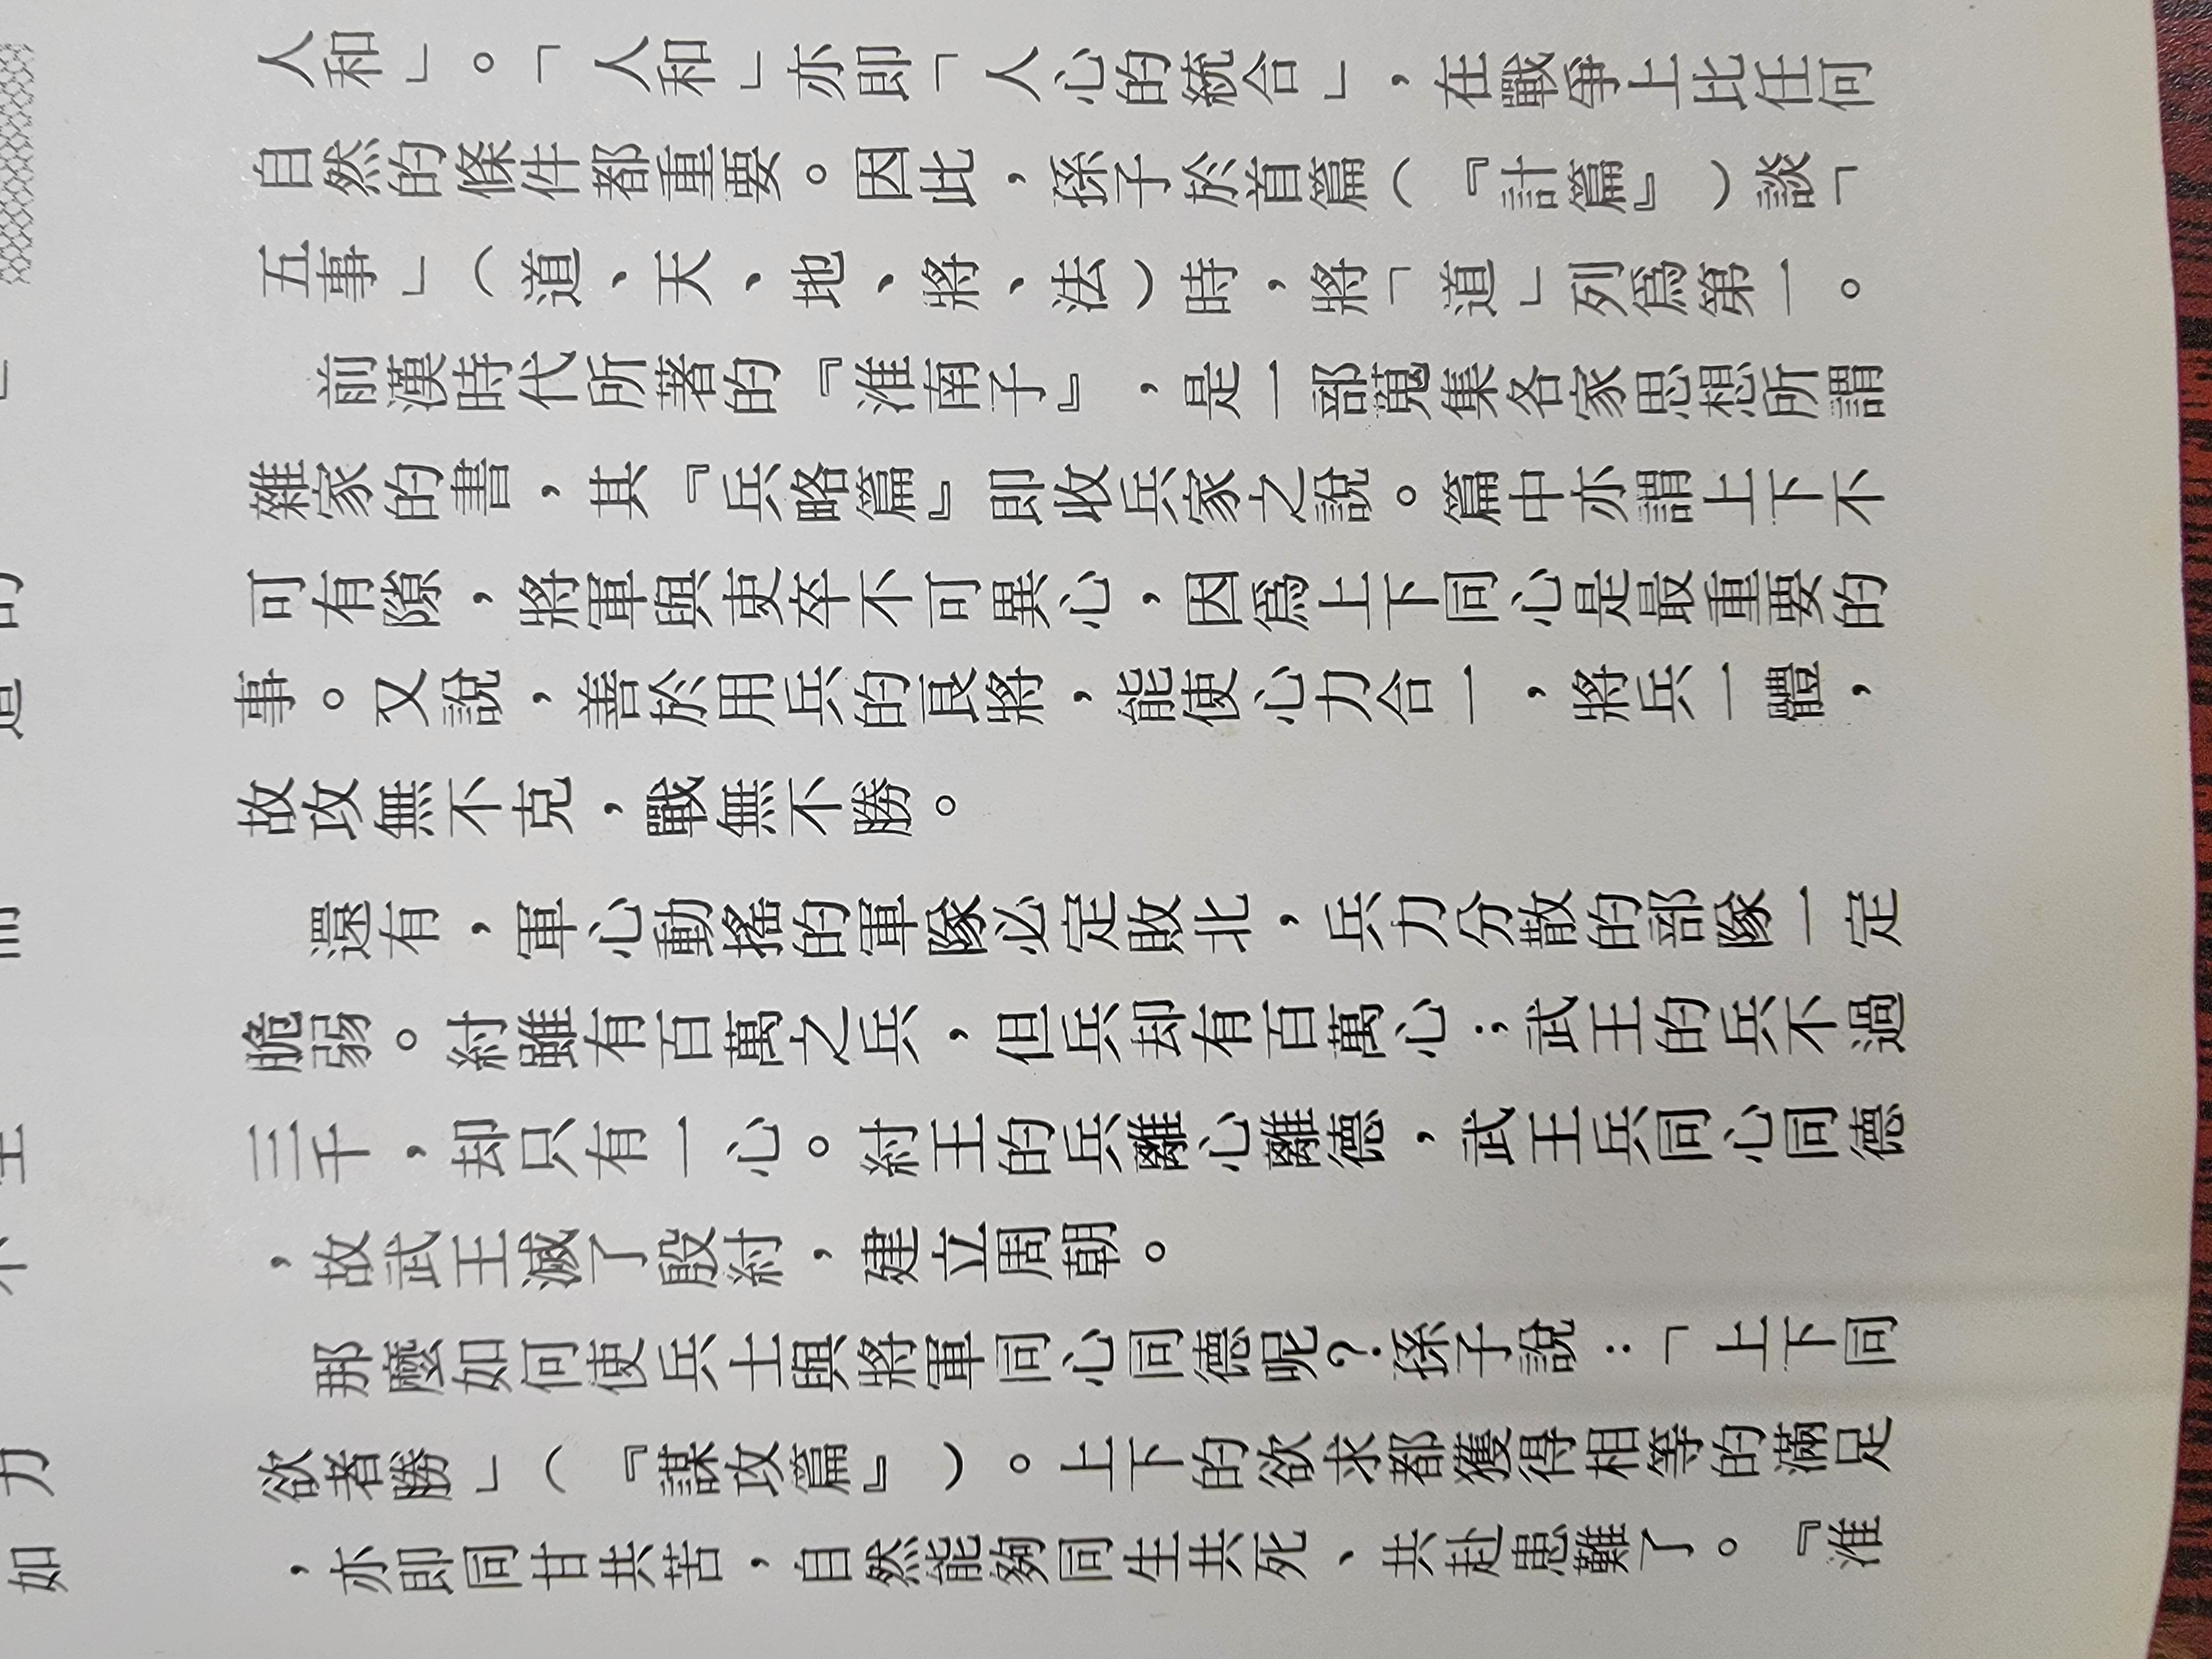 人和」。「人和」亦即「人心的統合」，在戰爭上比任何
自然的條件都重要。因此，孫子於首篇（『計篇』）談「
五事」（道、天、地、將、法）時，將「道」列爲第一。
前漢時代所著的『淮南子』，是一部蒐集各家思想所謂
雜家的書，其『兵略篇』即收兵家之說。篇中亦謂上下不
可有隙，將軍與吏卒不可異心，因爲上下同心是最重要的
事。又說，善於用兵的良將，能使心力合一，將兵一體，
故攻無不克，戰無不勝。
還有，軍心動搖的軍隊必定敗北，兵力分散的部隊一定
脆弱。紂雖有百萬之兵，但兵却有百萬心；武王的兵不過
三千，却只有一心。紂王的兵離心離德，武王兵同心同德
，故武王滅了殷紂，建立周朝。
那麼如何使兵士與將軍同心同德呢？孫子說：「上下同
欲者勝」（『謀攻篇』）。上下的欲求都獲得相等的滿足
，亦即同甘共苦，自然能夠同生共死、共赴患難了。『淮
」
的
而
力
如